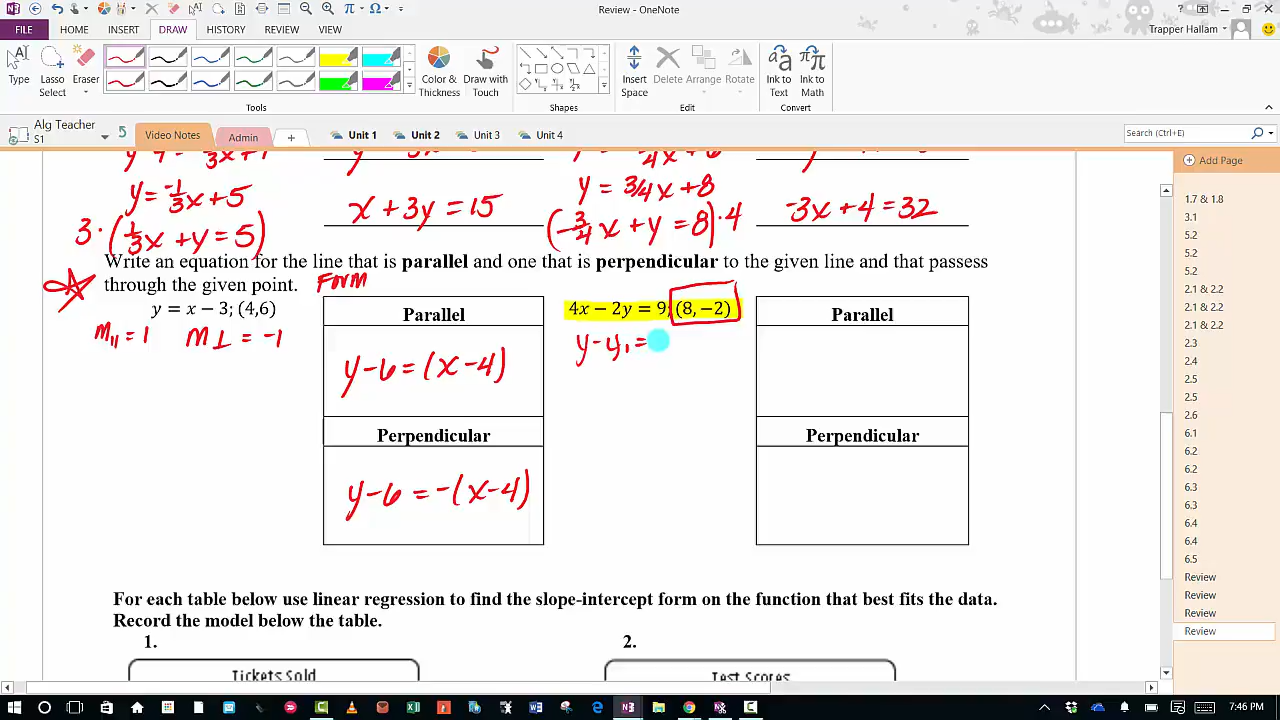 Review - OneNote
Trapper Hallam
FILE HOME INSERT DRAW HISTORY REVIEW VIEW
Type Lasso Select Eraser Color & Thickness Draw with Touch Insert Space Delete Arrange Rotate Ink to Text Ink to Math
Tools Shapes Edit Convert
Alg Teacher
S1
Video Notes Admin + Unit 1 Unit 2 Unit 3 Unit 4 Search (Ctrl+E)
Add Page
1.7 & 1.8
3.1
5.2
5.2
5.2
2.1 & 2.2
2.1 & 2.2
2.1 & 2.2
2.3
2.4
2.5
2.5
2.6
6.1
6.2
6.2
6.3
6.4
6.4
6.5
Review
Review
Review
Review
y = -1/3x + 5
3·(1/3x + y = 5)
x + 3y = 15
y = 3/4x + 8
(-3/4x + y = 8)·4
-3x + 4 = 32
Write an equation for the line that is parallel and one that is perpendicular to the given line and that passess
through the given point. FORM
y = x − 3; (4,6)
m|| = 1 m⊥ = -1
Parallel
y-6 = (x-4)
Perpendicular
y-6 = -(x-4)
4x − 2y = 9; (8, −2)
y-y₁ =
Parallel
Perpendicular
For each table below use linear regression to find the slope-intercept form on the function that best fits the data.
Record the model below the table.
1. 2.
Tickets Sold Test Scores
7:46 PM